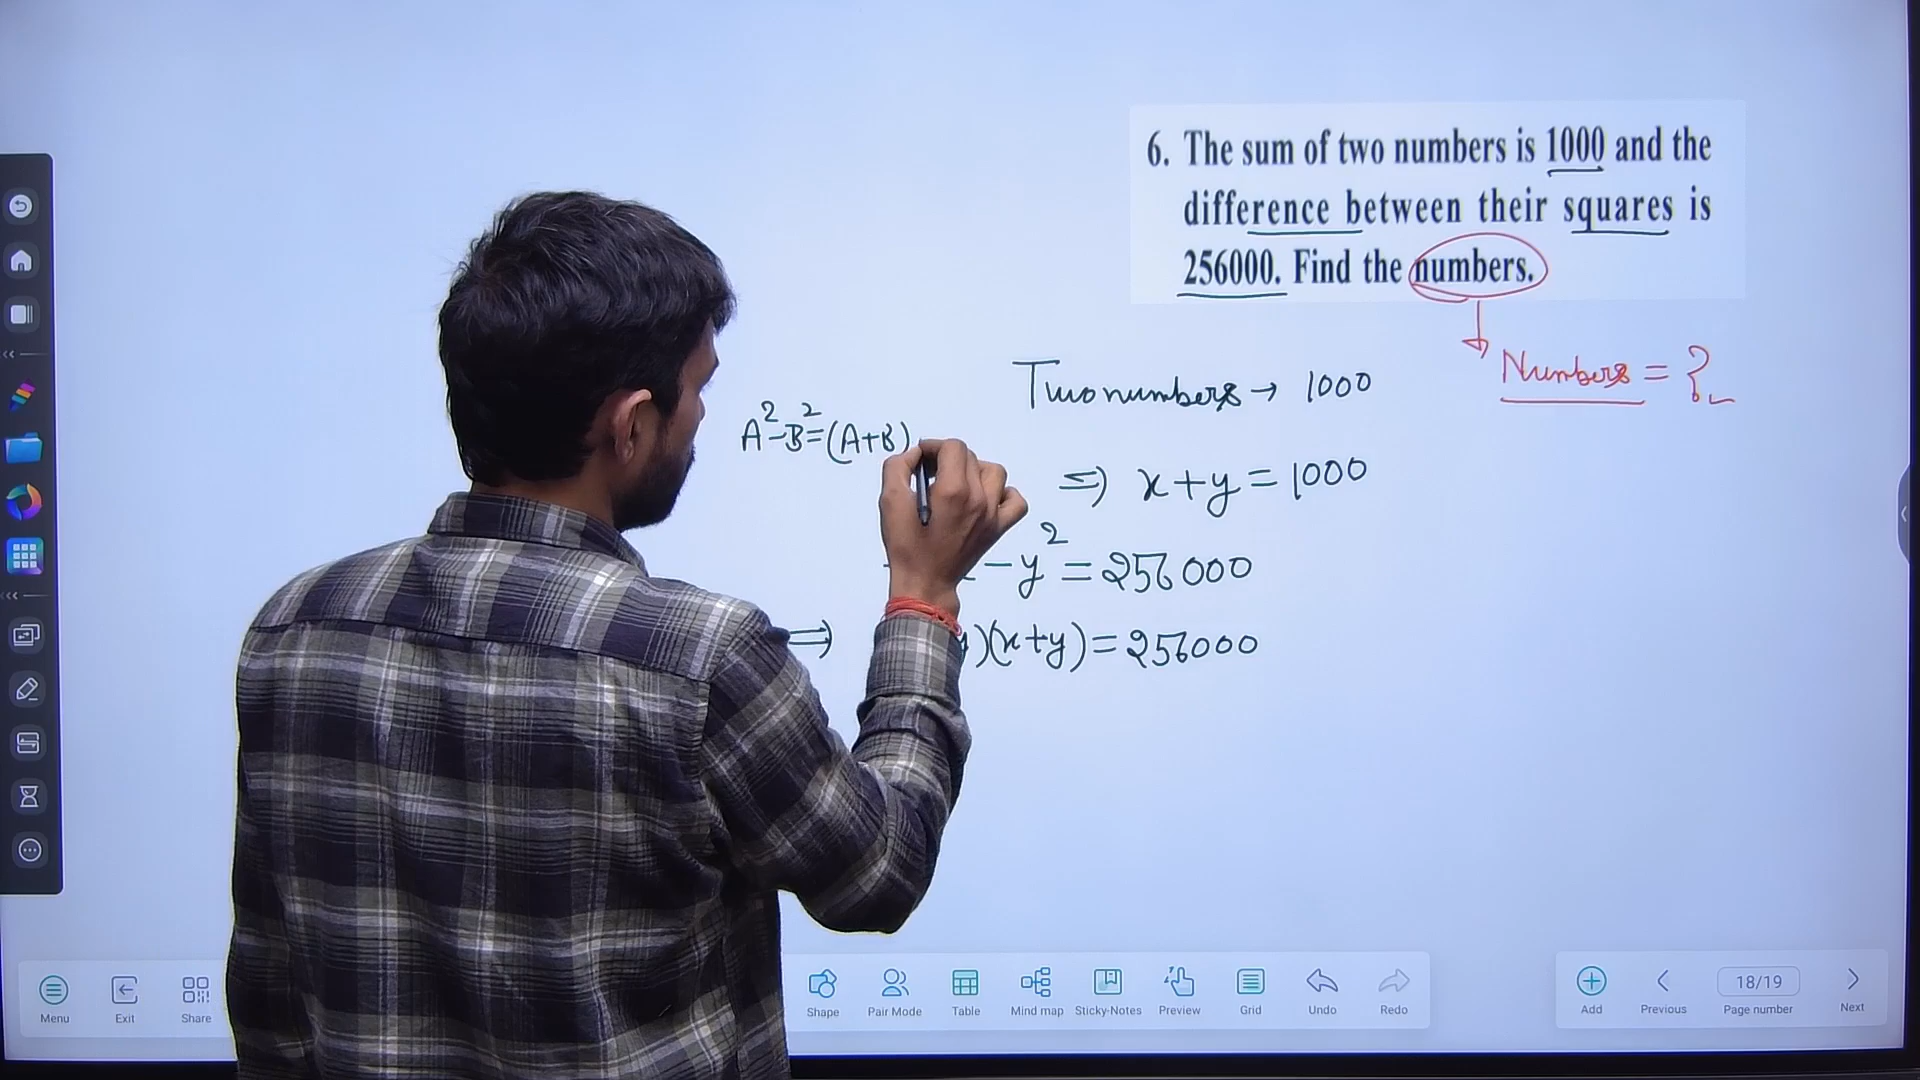 6. The sum of two numbers is 1000 and the
difference between their squares is
256000. Find the numbers.
Numbers = ?
Two numbers → 1000
A²-B²=(A+B)
⇒ x+y = 1000
- y² = 256000
⇒ y)(x+y) = 256000
Menu
Exit
Share
Shape
Pair Mode
Table
Mind map
Sticky-Notes
Preview
Grid
Undo
Redo
Add
Previous
18/19
Page number
Next